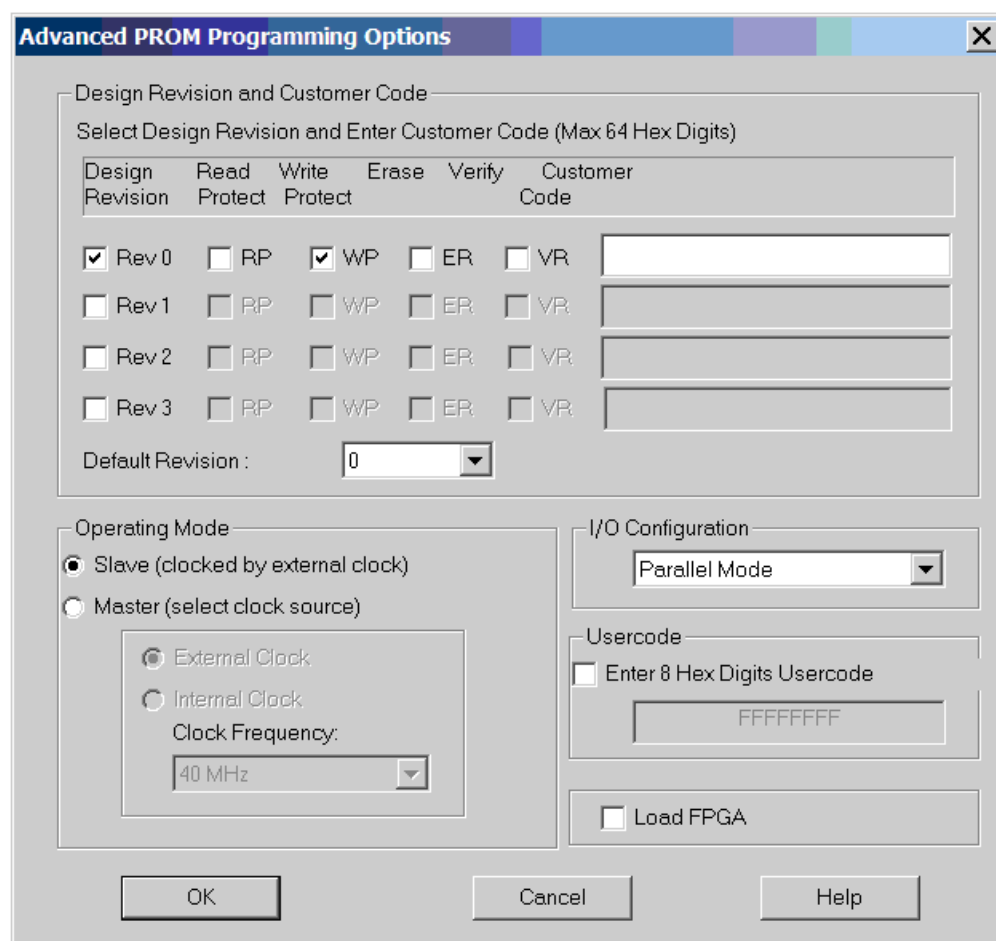 Advanced PROM Programming Options
Design Revision and Customer Code
Select Design Revision and Enter Customer Code (Max 64 Hex Digits)
Design Read Write Erase Verify Customer
Revision Protect Protect Code
Rev 0 RP WP ER VR
Rev 1 RP WP ER VR
Rev 2 RP WP ER VR
Rev 3 RP WP ER VR
Default Revision : 0
Operating Mode
Slave (clocked by external clock)
Master (select clock source)
External Clock
Internal Clock
Clock Frequency:
40 MHz
I/O Configuration
Parallel Mode
Usercode
Enter 8 Hex Digits Usercode
FFFFFFFF
Load FPGA
OK Cancel Help